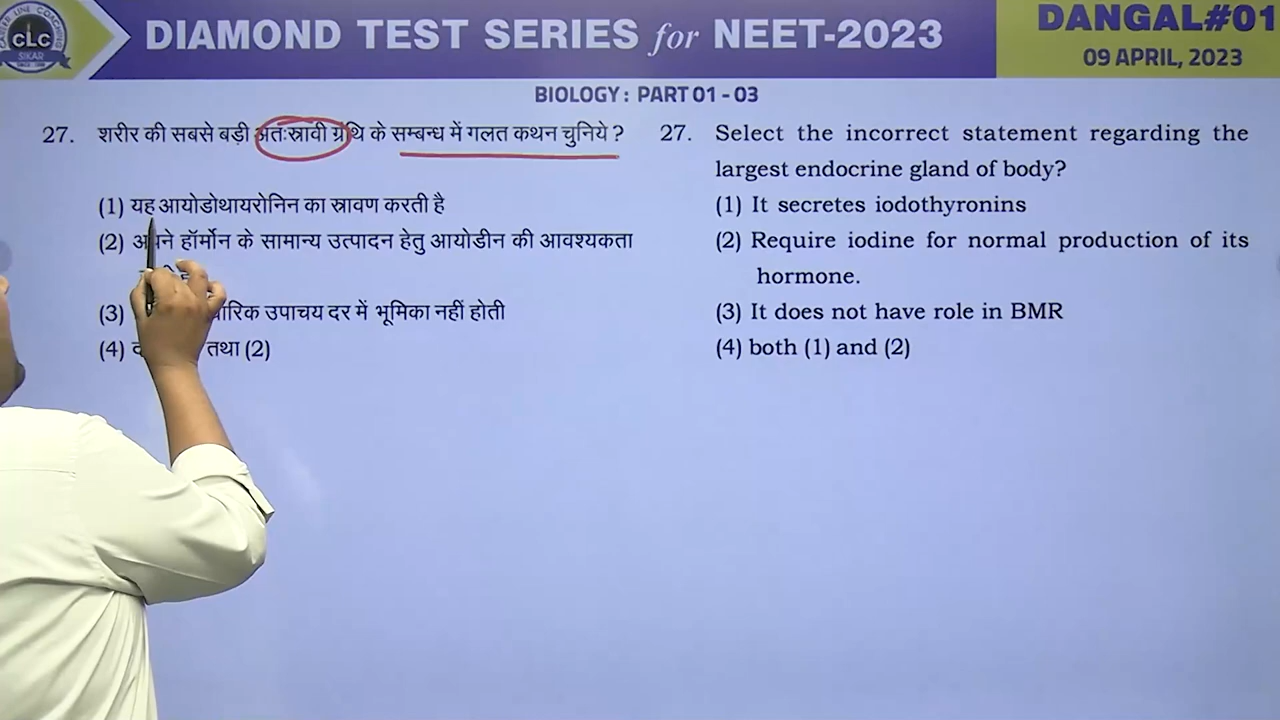 CLC
SIKAR
DIAMOND TEST SERIES for NEET-2023
DANGAL#01
09 APRIL, 2023
BIOLOGY : PART 01 - 03
27. शरीर की सबसे बड़ी अतःस्रावी ग्रंथि के सम्बन्ध में गलत कथन चुनिये ?
(1) यह आयोडोथायरोनिन का स्रावण करती है
(2) हॉर्मोन के सामान्य उत्पादन हेतु आयोडीन की आवश्यकता
(3) उपाचय दर में भूमिका नहीं होती
(4) तथा (2)
27. Select the incorrect statement regarding the
largest endocrine gland of body?
(1) It secretes iodothyronins
(2) Require iodine for normal production of its
hormone.
(3) It does not have role in BMR
(4) both (1) and (2)